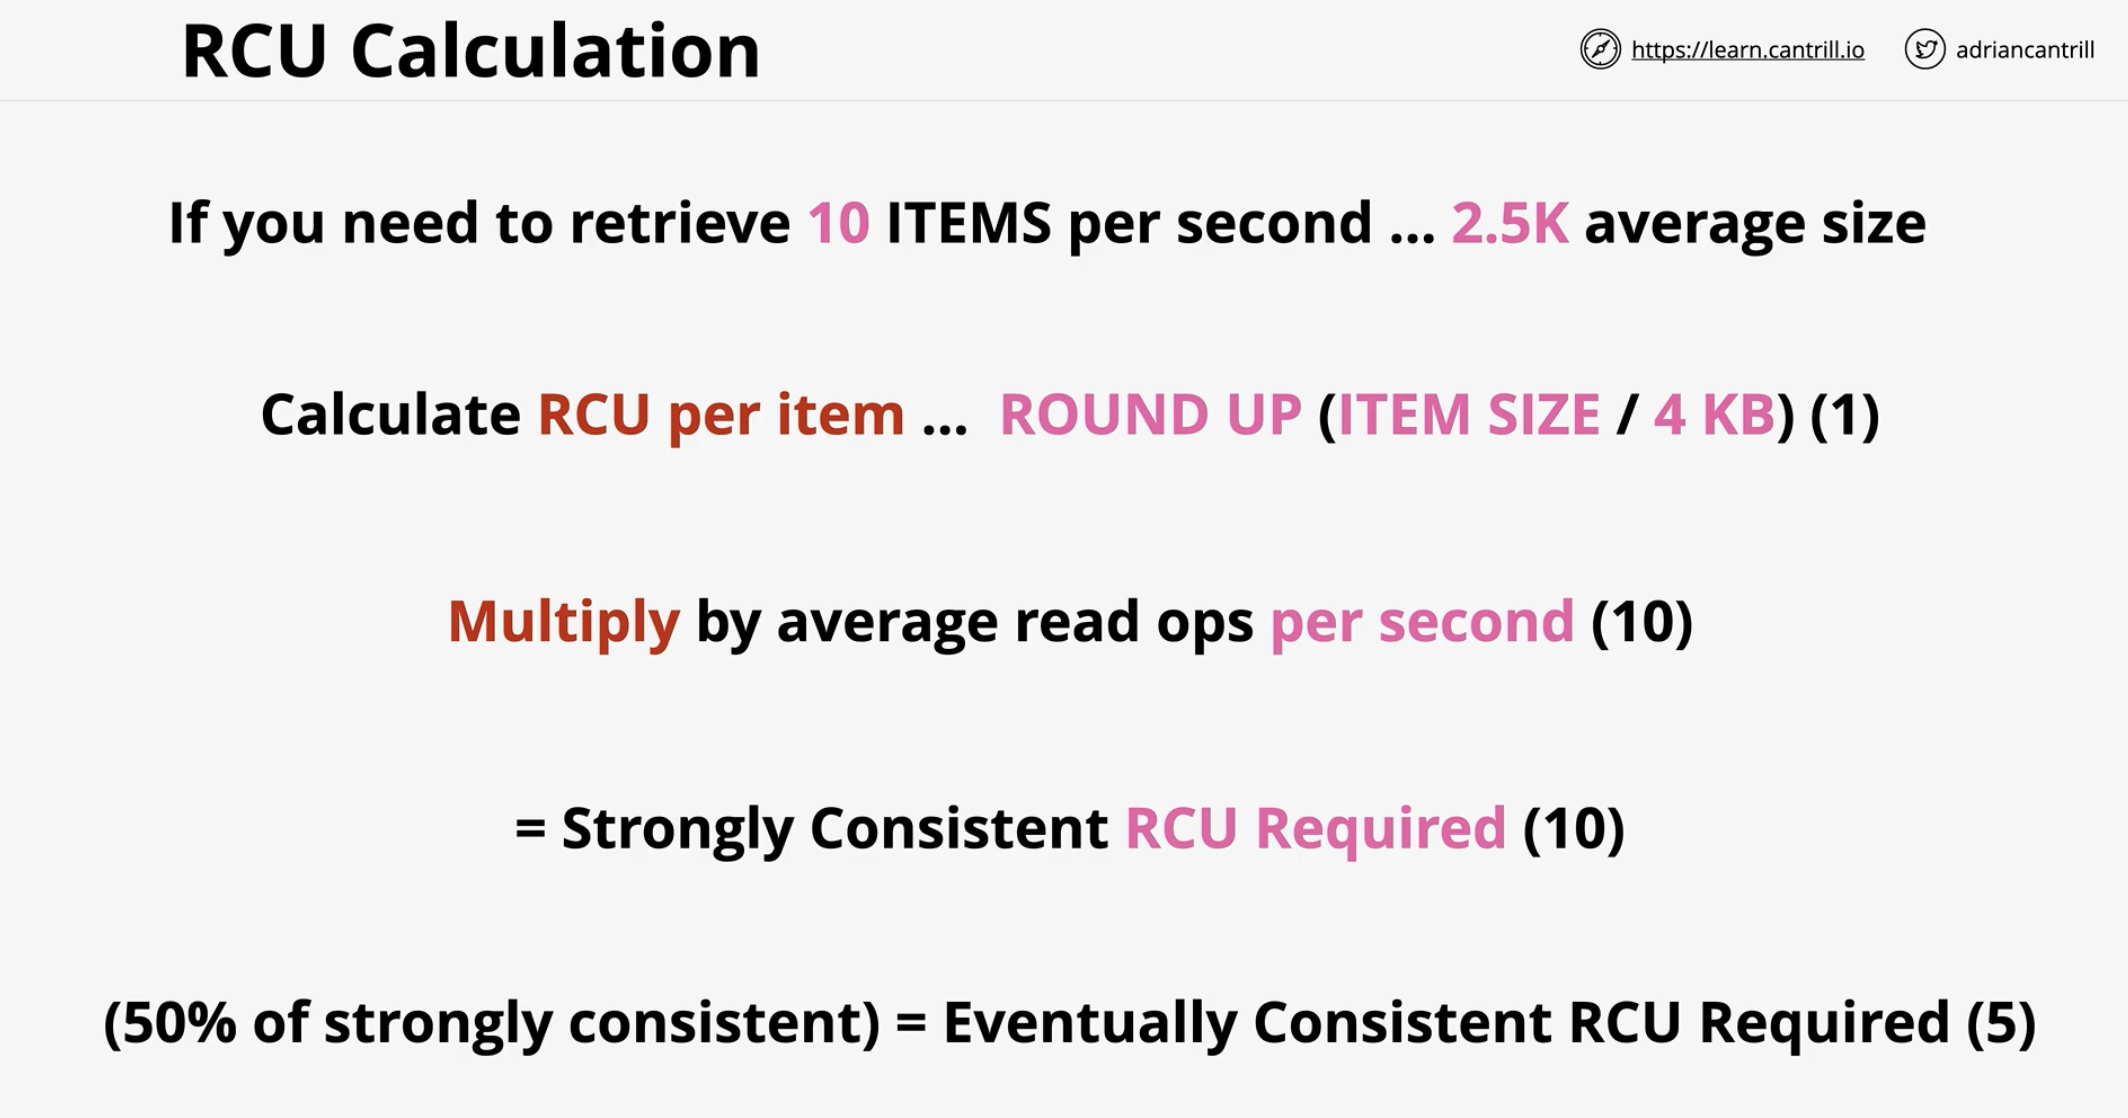 RCU Calculation
https://learn.cantrill.io
adriancantrill
If you need to retrieve 10 ITEMS per second ... 2.5K average size
Calculate RCU per item ... ROUND UP (ITEM SIZE / 4 KB) (1)
Multiply by average read ops per second (10)
= Strongly Consistent RCU Required (10)
(50% of strongly consistent) = Eventually Consistent RCU Required (5)